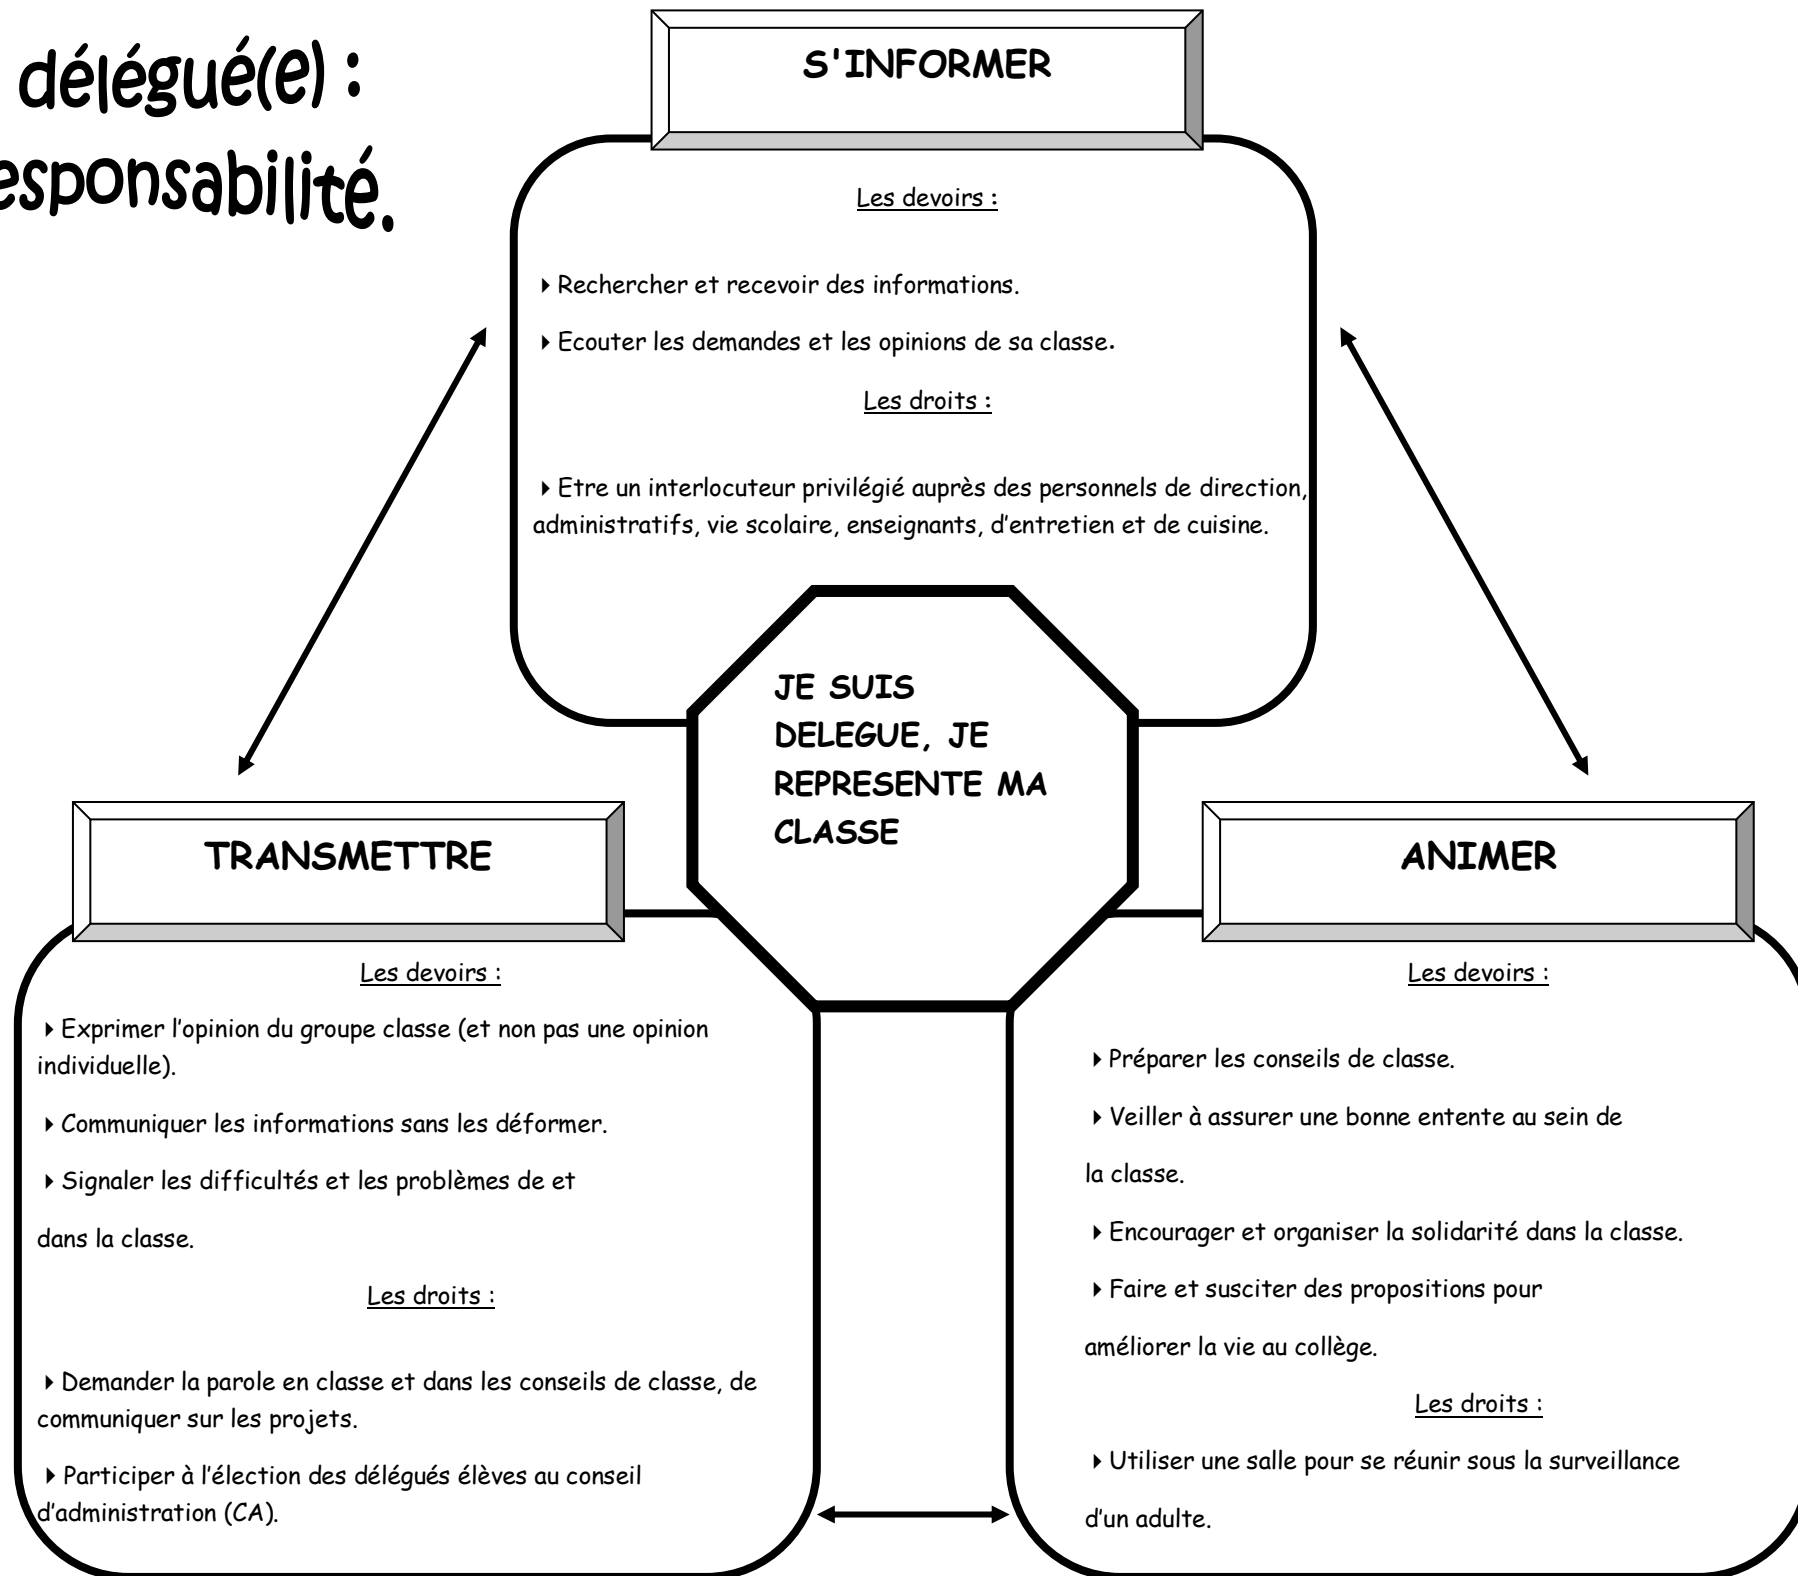 délégué(e) :
esponsabilité.
S'INFORMER
Les devoirs :
Rechercher et recevoir des informations.
Ecouter les demandes et les opinions de sa classe.
Les droits :
Etre un interlocuteur privilégié auprès des personnels de direction,
administratifs, vie scolaire, enseignants, d'entretien et de cuisine.
JE SUIS
DELEGUE, JE
REPRESENTE MA
CLASSE
TRANSMETTRE
Les devoirs :
Exprimer l'opinion du groupe classe (et non pas une opinion
individuelle).
Communiquer les informations sans les déformer.
Signaler les difficultés et les problèmes de et
dans la classe.
Les droits :
Demander la parole en classe et dans les conseils de classe, de
communiquer sur les projets.
Participer à l'élection des délégués élèves au conseil
d'administration (CA).
ANIMER
Les devoirs :
Préparer les conseils de classe.
Veiller à assurer une bonne entente au sein de
la classe.
Encourager et organiser la solidarité dans la classe.
Faire et susciter des propositions pour
améliorer la vie au collège.
Les droits :
Utiliser une salle pour se réunir sous la surveillance
d'un adulte.